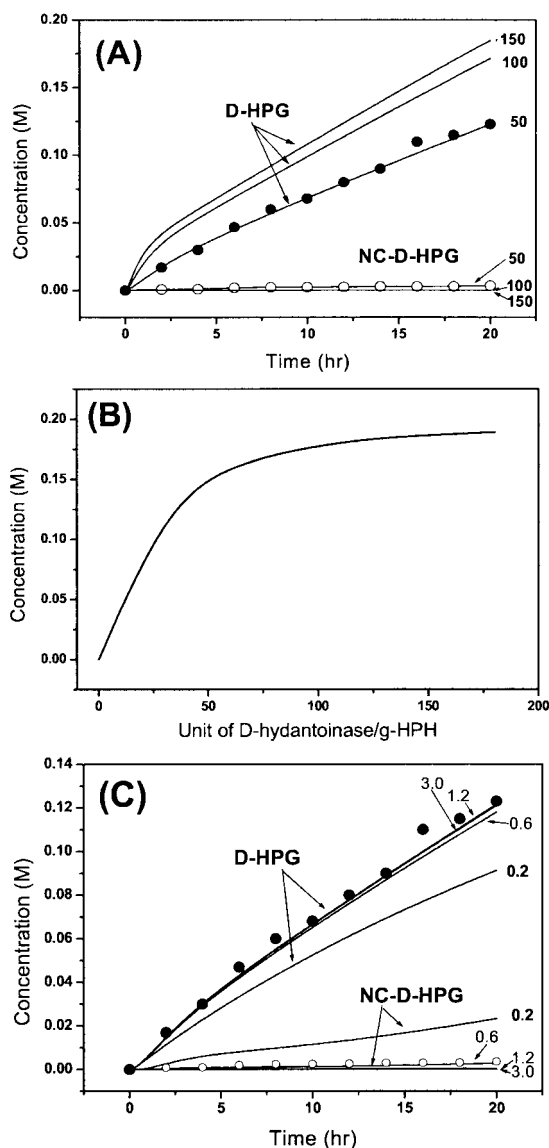 (A)
Concentration (M)
0.20
0.15
0.10
0.05
0.00
D-HPG
150
100
50
NC-D-HPG
50
100
150
0 5 10 15 20
Time (hr)
(B)
Concentration (M)
0.20
0.15
0.10
0.05
0.00
0 50 100 150 200
Unit of D-hydantoinase/g-HPH
(C)
Concentration (M)
0.14
0.12
0.10
0.08
0.06
0.04
0.02
0.00
D-HPG
3.0
1.2
0.6
0.2
NC-D-HPG
0.2
0.6
1.2
3.0
0 5 10 15 20
Time (hr)